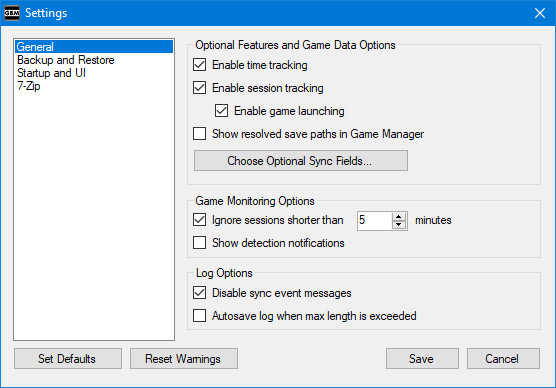 GBM Settings
General
Backup and Restore
Startup and UI
7-Zip
Optional Features and Game Data Options
Enable time tracking
Enable session tracking
Enable game launching
Show resolved save paths in Game Manager
Choose Optional Sync Fields...
Game Monitoring Options
Ignore sessions shorter than 5 minutes
Show detection notifications
Log Options
Disable sync event messages
Autosave log when max length is exceeded
Set Defaults Reset Warnings Save Cancel